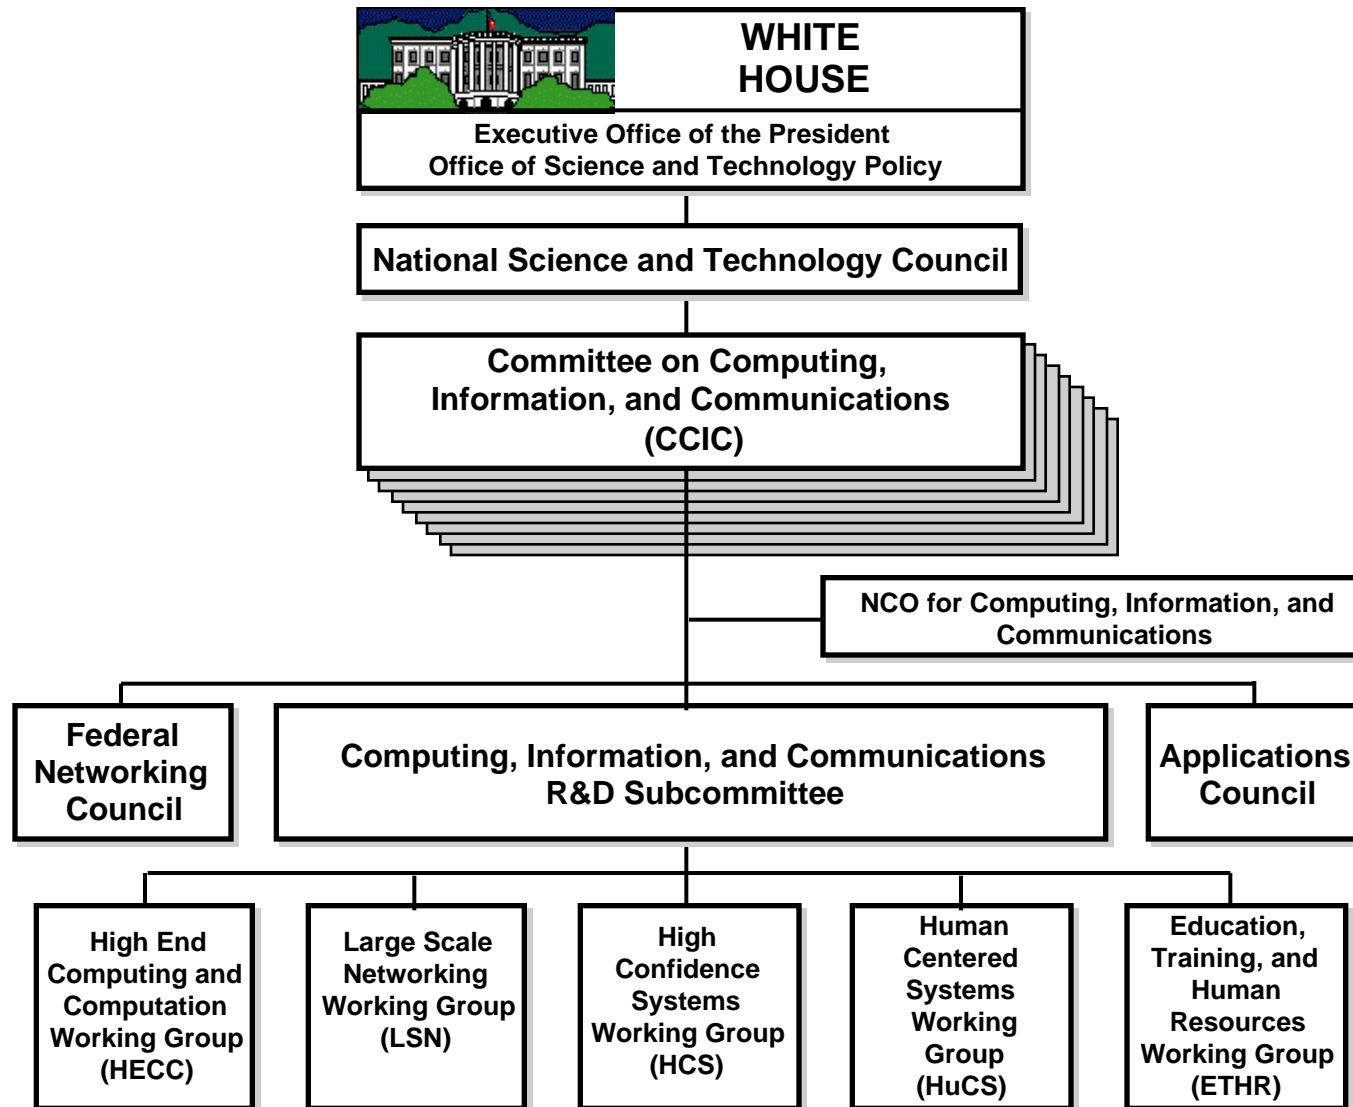 WHITE
HOUSE
Executive Office of the President
Office of Science and Technology Policy
National Science and Technology Council
Committee on Computing,
Information, and Communications
(CCIC)
NCO for Computing, Information, and
Communications
Federal
Networking
Council
Computing, Information, and Communications
R&D Subcommittee
Applications
Council
High End
Computing and
Computation
Working Group
(HECC)
Large Scale
Networking
Working Group
(LSN)
High
Confidence
Systems
Working Group
(HCS)
Human
Centered
Systems
Working
Group
(HuCS)
Education,
Training, and
Human
Resources
Working Group
(ETHR)